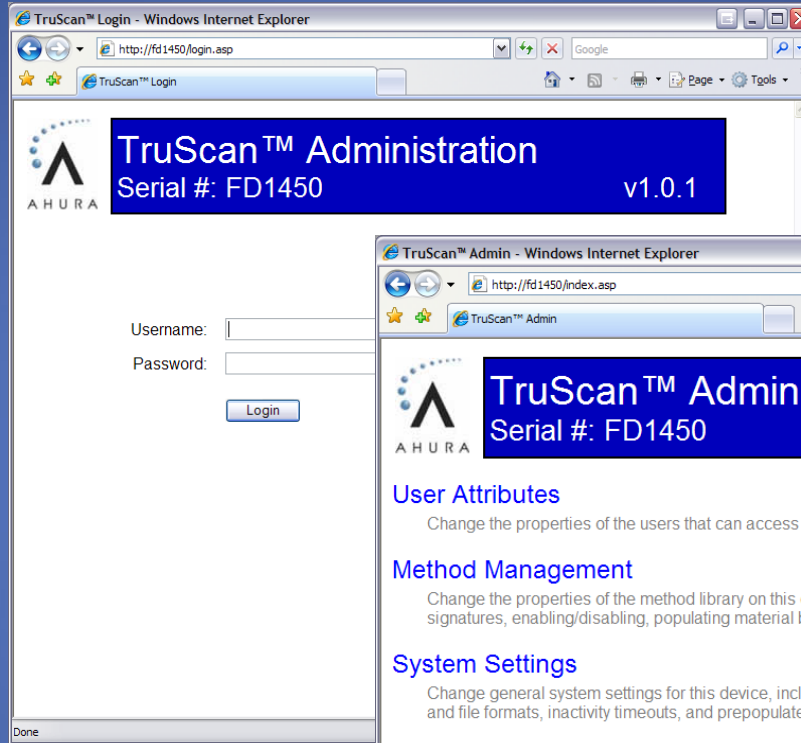 TruScan™ Login - Windows Internet Explorer
http://fd1450/login.asp
Google
TruScan™ Login
Page
Tools
AHURA
TruScan™ Administration
Serial #: FD1450 v1.0.1
Username:
Password:
Login
Done
TruScan™ Admin - Windows Internet Explorer
http://fd1450/index.asp
TruScan™ Admin
AHURA
TruScan™ Admin
Serial #: FD1450
User Attributes
Change the properties of the users that can access
Method Management
Change the properties of the method library on this
signatures, enabling/disabling, populating material
System Settings
Change general system settings for this device, incl
and file formats, inactivity timeouts, and prepopulate